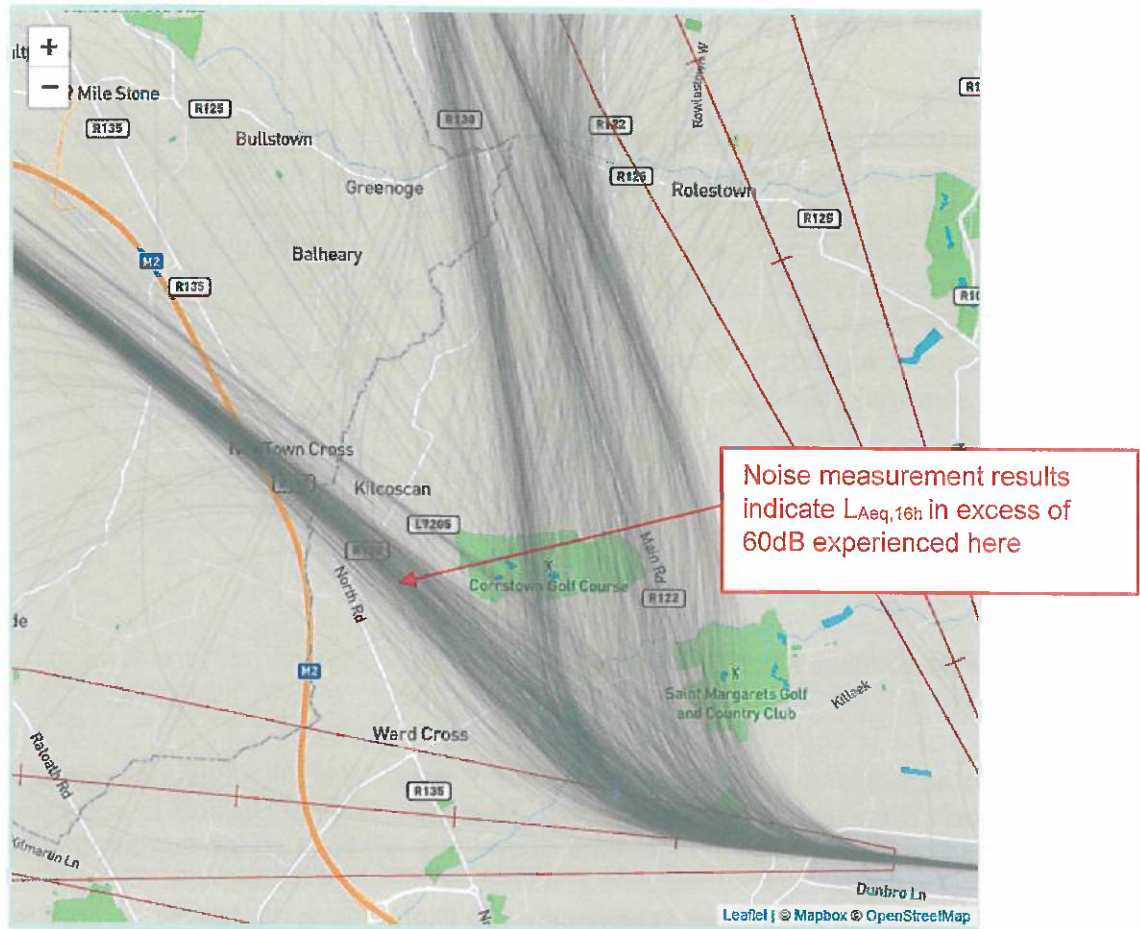 +
−
Mile Stone
R135
R125
Bullstown
R130
R122
Rowlestown W
Greenoge
R126
Rolestown
R125
Balheary
M2
R135
Town Cross
Kilcoscan
L7205
Noise measurement results
indicate LAeq,16h in excess of
60dB experienced here
North Rd
Main Rd
Corrstown Golf Course
R122
M2
Saint Margarets Golf
and Country Club
Killeek
Ward Cross
Ratoath Rd
R135
Kilmartin Ln
Dunbro Ln
Leaflet | © Mapbox © OpenStreetMap